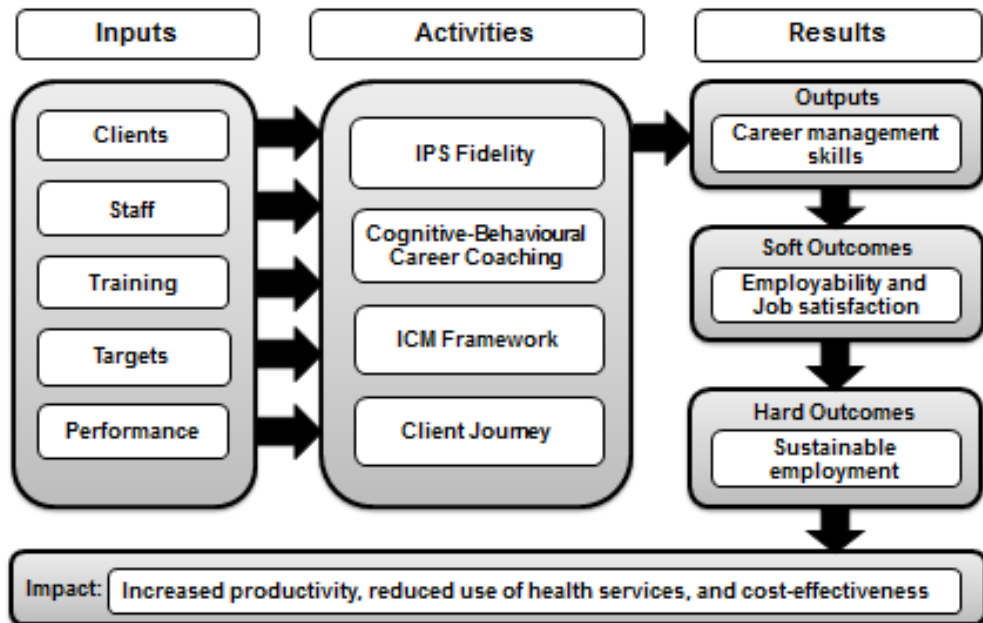 Inputs
Activities
Results
Clients
Staff
Training
Targets
Performance
IPS Fidelity
Cognitive-Behavioural
Career Coaching
ICM Framework
Client Journey
Outputs
Career management
skills
Soft Outcomes
Employability and
Job satisfaction
Hard Outcomes
Sustainable
employment
Impact: Increased productivity, reduced use of health services, and cost-effectiveness